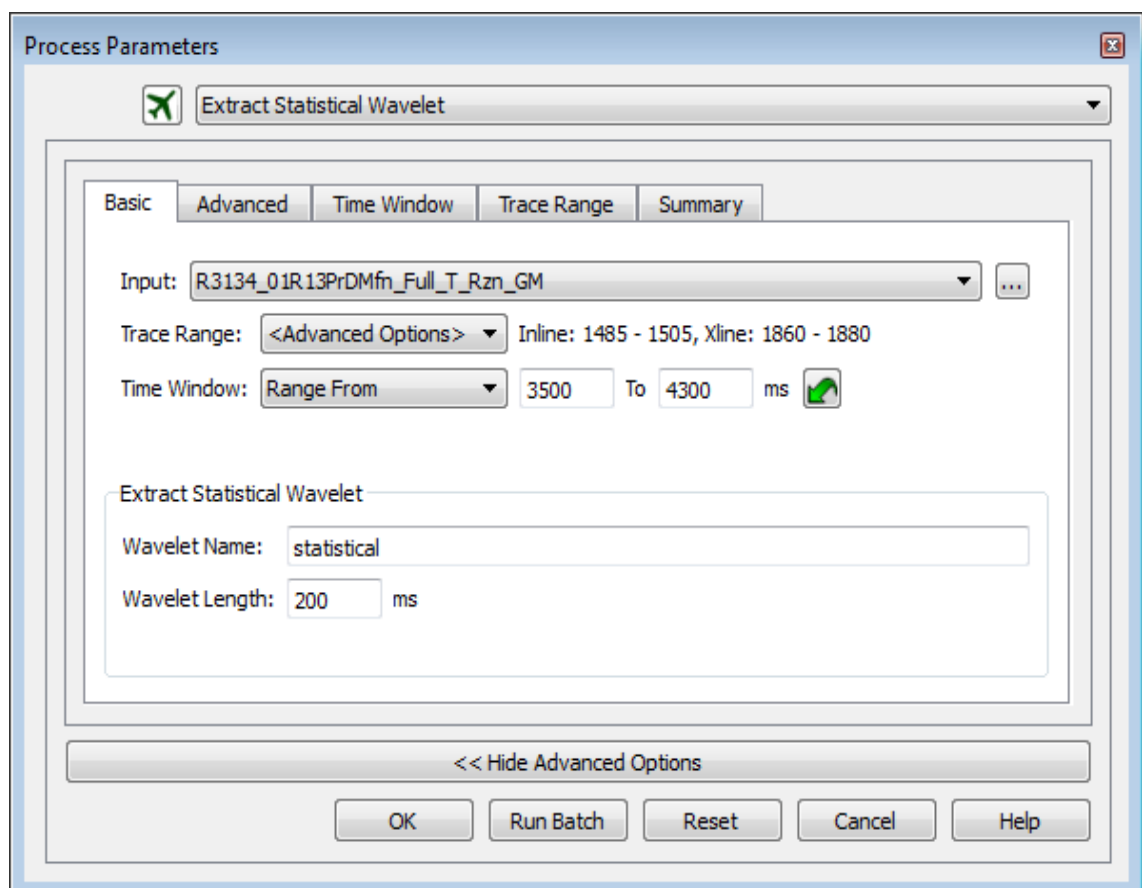 Process Parameters
Extract Statistical Wavelet
Basic Advanced Time Window Trace Range Summary
Input: R3134_01R13PrDMfn_Full_T_Rzn_GM ...
Trace Range: <Advanced Options> Inline: 1485 - 1505, Xline: 1860 - 1880
Time Window: Range From 3500 To 4300 ms
Extract Statistical Wavelet
Wavelet Name: statistical
Wavelet Length: 200 ms
<< Hide Advanced Options
OK Run Batch Reset Cancel Help